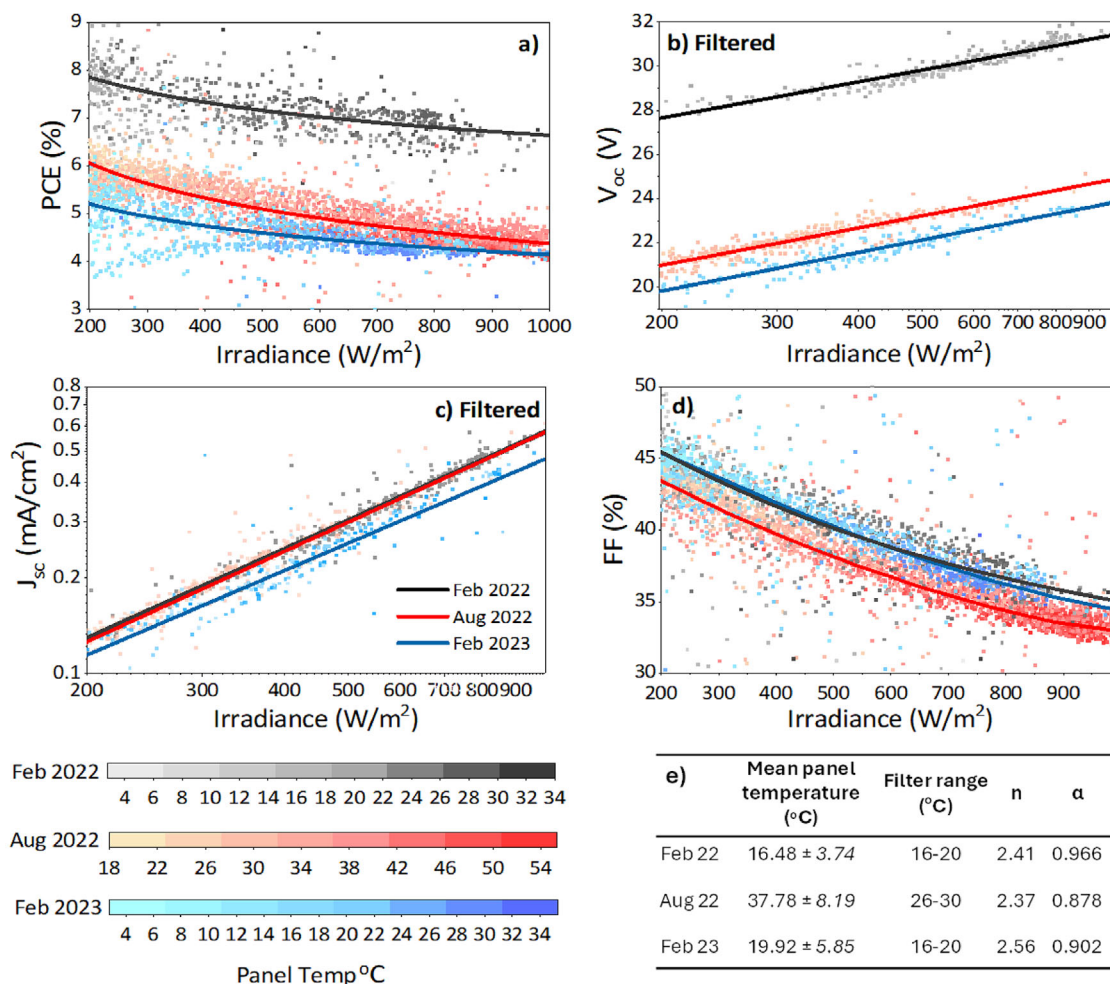 a)
9
8
7
6
5
4
3
PCE (%)
200 300 400 500 600 700 800 900 1000
Irradiance (W/m²)
b) Filtered
32
30
28
26
24
22
20
Voc (V)
200 300 400 500 600 700 800 900
Irradiance (W/m²)
c) Filtered
0.8
0.7
0.6
0.5
0.4
0.3
0.2
0.1
Jsc (mA/cm²)
Feb 2022
Aug 2022
Feb 2023
200 300 400 500 600 700 800 900
Irradiance (W/m²)
d)
50
45
40
35
30
FF (%)
200 300 400 500 600 700 800 900
Irradiance (W/m²)
Feb 2022
4 6 8 10 12 14 16 18 20 22 24 26 28 30 32 34
Aug 2022
18 22 26 30 34 38 42 46 50 54
Feb 2023
4 6 8 10 12 14 16 18 20 22 24 26 28 30 32 34
Panel Temp°C
e) Mean panel temperature (°C) Filter range (°C) n α
Feb 22 16.48 ± 3.74 16-20 2.41 0.966
Aug 22 37.78 ± 8.19 26-30 2.37 0.878
Feb 23 19.92 ± 5.85 16-20 2.56 0.902